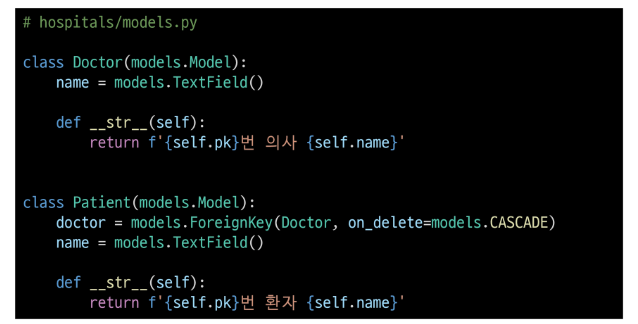 # hospitals/models.py
class Doctor(models.Model):
    name = models.TextField()
    def __str__(self):
        return f'{self.pk}번 의사 {self.name}'
class Patient(models.Model):
    doctor = models.ForeignKey(Doctor, on_delete=models.CASCADE)
    name = models.TextField()
    def __str__(self):
        return f'{self.pk}번 환자 {self.name}'